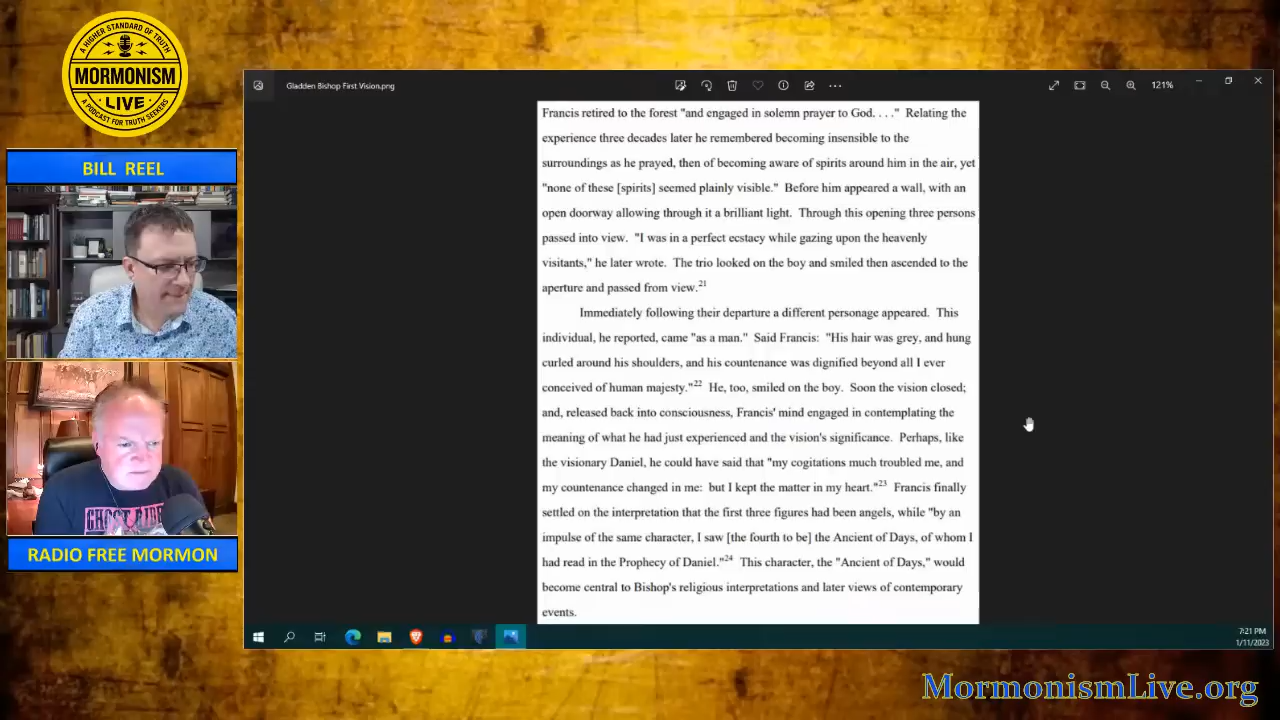 A HIGHER STANDARD OF TRUTH
MORMONISM
LIVE
A PODCAST FOR TRUTH SEEKERS
BILL REEL
RADIO FREE MORMON
Gladden Bishop First Vision.png
121%
Francis retired to the forest "and engaged in solemn prayer to God. . . ." Relating the
experience three decades later he remembered becoming insensible to the
surroundings as he prayed, then of becoming aware of spirits around him in the air, yet
"none of these [spirits] seemed plainly visible." Before him appeared a wall, with an
open doorway allowing through it a brilliant light. Through this opening three persons
passed into view. "I was in a perfect ecstacy while gazing upon the heavenly
visitants," he later wrote. The trio looked on the boy and smiled then ascended to the
aperture and passed from view.21
Immediately following their departure a different personage appeared. This
individual, he reported, came "as a man." Said Francis: "His hair was grey, and hung
curled around his shoulders, and his countenance was dignified beyond all I ever
conceived of human majesty."22 He, too, smiled on the boy. Soon the vision closed;
and, released back into consciousness, Francis' mind engaged in contemplating the
meaning of what he had just experienced and the vision's significance. Perhaps, like
the visionary Daniel, he could have said that "my cogitations much troubled me, and
my countenance changed in me: but I kept the matter in my heart."23 Francis finally
settled on the interpretation that the first three figures had been angels, while "by an
impulse of the same character, I saw [the fourth to be] the Ancient of Days, of whom I
had read in the Prophecy of Daniel."24 This character, the "Ancient of Days," would
become central to Bishop's religious interpretations and later views of contemporary
events.
7:21 PM
1/11/2023
MormonismLive.org